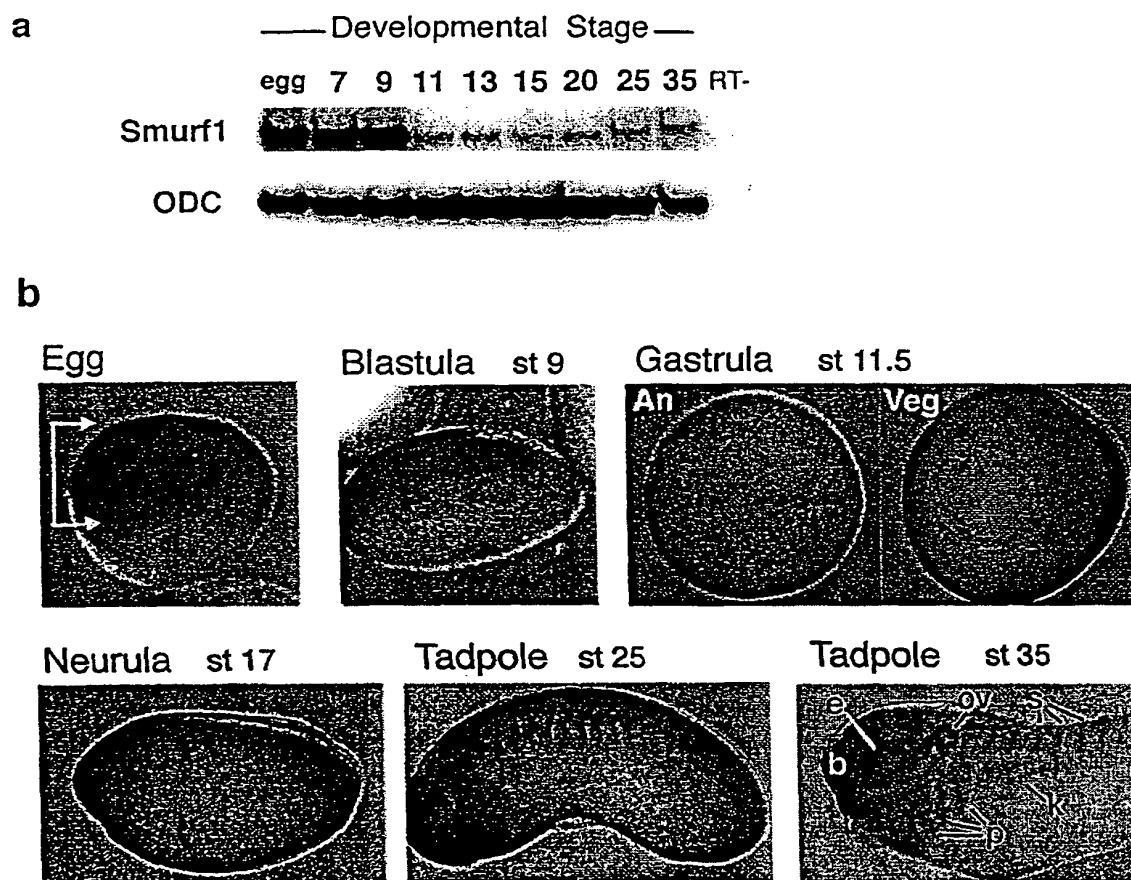 a
Developmental Stage
egg 7 9 11 13 15 20 25 35 RT-
Smurf1
ODC
b
Egg
Blastula st 9
Gastrula st 11.5
An
Veg
Neurula st 17
Tadpole st 25
Tadpole st 35
e
ov
s
b
k
p